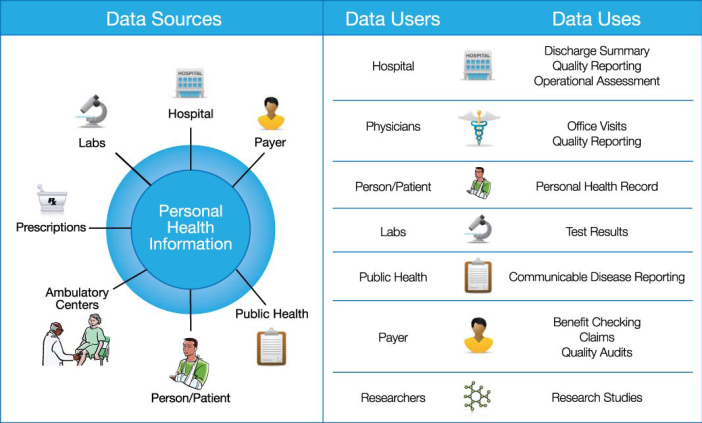 Data Sources
HOSPITAL
Hospital
Labs
Payer
Rx
Prescriptions
Personal
Health
Information
Ambulatory
Centers
Public Health
Person/Patient
Data Users
Data Uses
Hospital
HOSPITAL
Discharge Summary
Quality Reporting
Operational Assessment
Physicians
Office Visits
Quality Reporting
Person/Patient
Personal Health Record
Labs
Test Results
Public Health
Communicable Disease Reporting
Payer
Benefit Checking
Claims
Quality Audits
Researchers
Research Studies